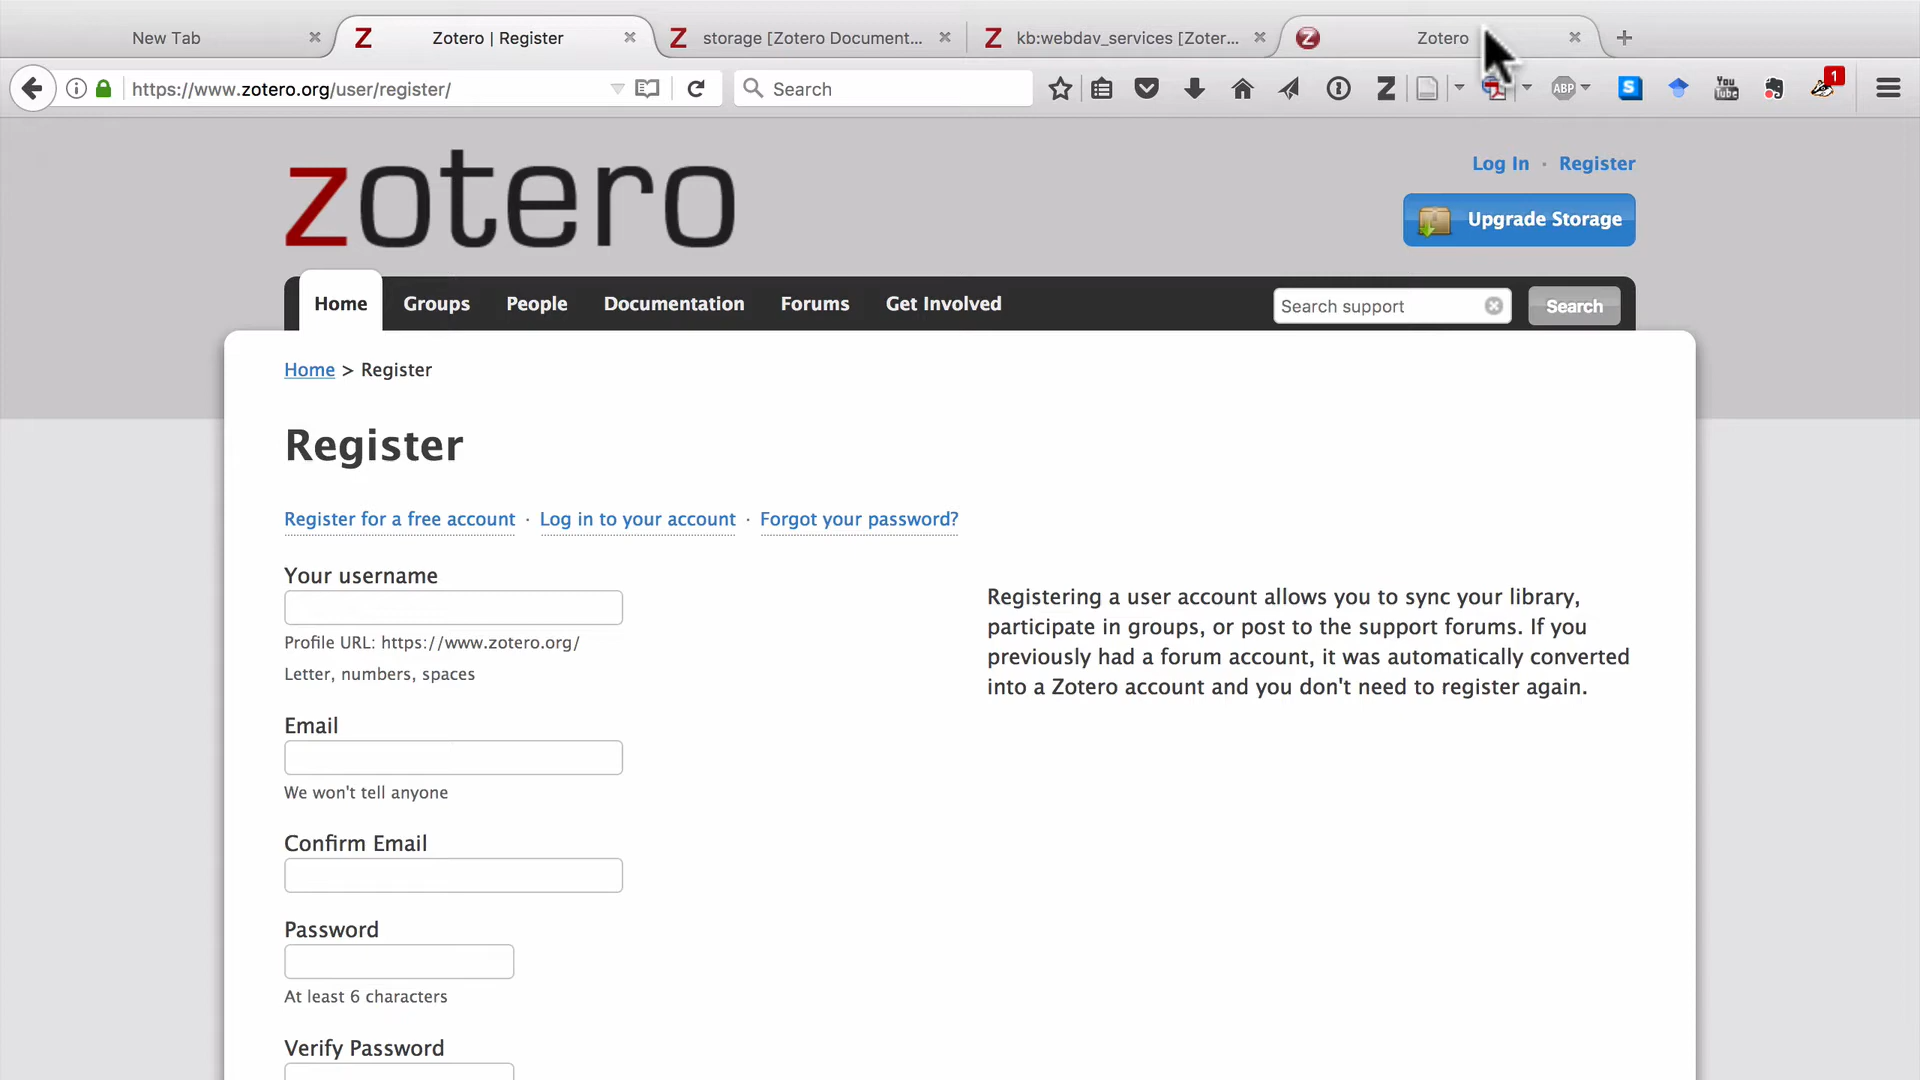 New Tab
Zotero | Register
storage [Zotero Document...
kb:webdav_services [Zoter...
Zotero
https://www.zotero.org/user/register/
Search
ABP
S
You Tube
1
zotero
Log In · Register
Upgrade Storage
Home
Groups
People
Documentation
Forums
Get Involved
Search support
Search
Home > Register
Register
Register for a free account · Log in to your account · Forgot your password?
Your username
Profile URL: https://www.zotero.org/
Letter, numbers, spaces
Email
We won't tell anyone
Confirm Email
Password
At least 6 characters
Verify Password
Registering a user account allows you to sync your library,
participate in groups, or post to the support forums. If you
previously had a forum account, it was automatically converted
into a Zotero account and you don't need to register again.